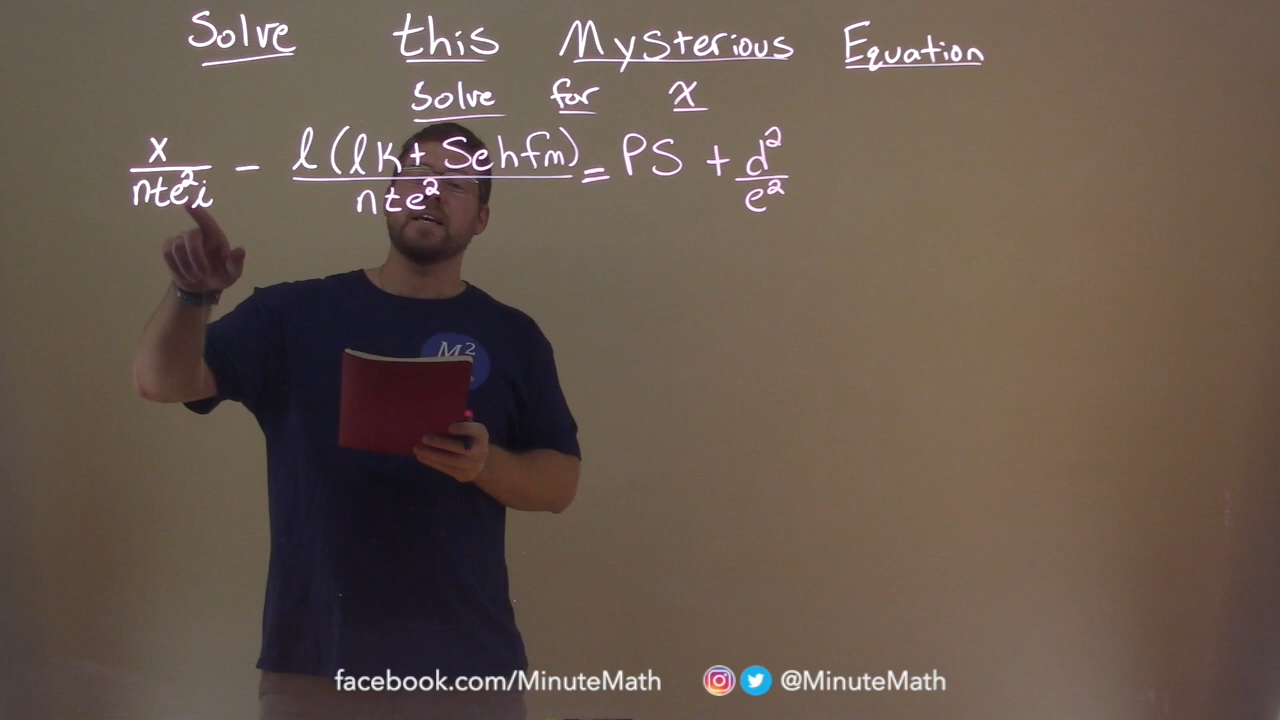 Solve this Mysterious Equation
Solve for x
x/nte²i - l(lk + Sehfm)/nte² = PS + d²/e²
M²
facebook.com/MinuteMath @MinuteMath